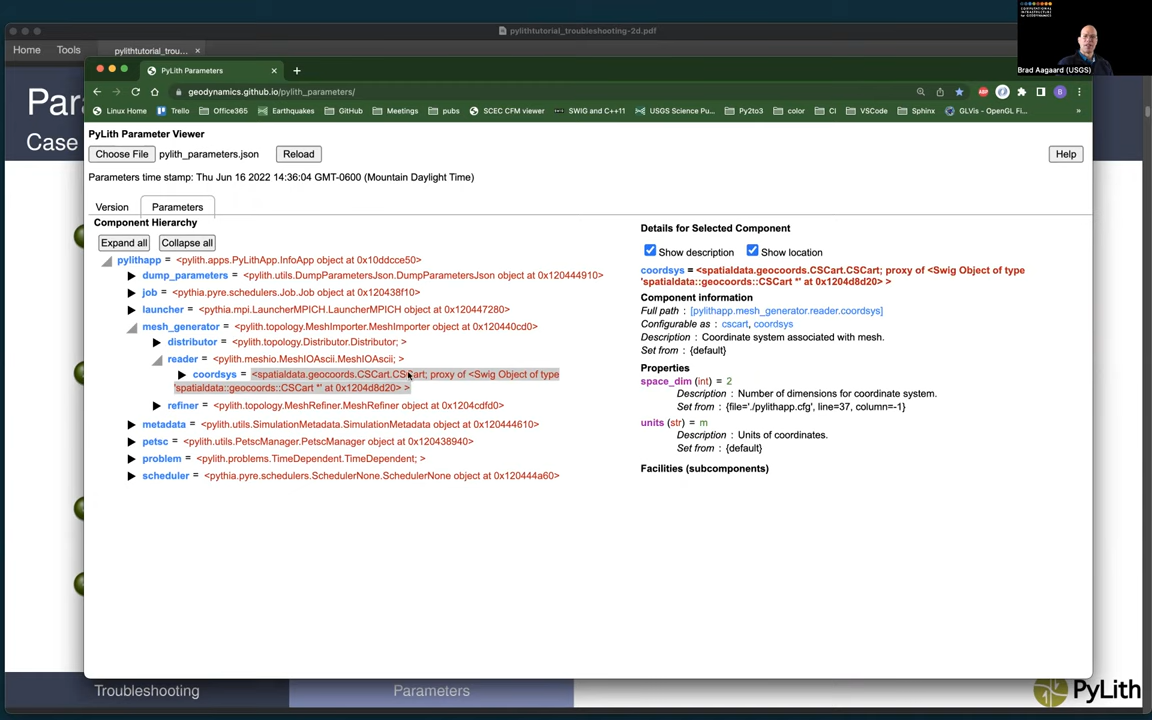 COMPUTATIONAL
INFRASTRUCTURE
for GEODYNAMICS
Brad Aagaard (USGS)
pylithtutorial_troubleshooting-2d.pdf
Home Tools pylithtutorial_trou... ×
Par
Case
PyLith Parameters × +
geodynamics.github.io/pylith_parameters/
Linux Home Trello Office365 Earthquakes GitHub Meetings pubs SCEC CFM viewer SWIG and C++11 USGS Science Pu... Py2to3 color CI VSCode Sphinx GLVis - OpenGL Fi... »
PyLith Parameter Viewer
Choose File pylith_parameters.json Reload Help
Parameters time stamp: Thu Jun 16 2022 14:36:04 GMT-0600 (Mountain Daylight Time)
Version Parameters
Component Hierarchy
Expand all Collapse all
pylithapp = <pylith.apps.PyLithApp.InfoApp object at 0x10ddcce50>
dump_parameters = <pylith.utils.DumpParametersJson.DumpParametersJson object at 0x120444910>
job = <pythia.pyre.schedulers.Job.Job object at 0x120438f10>
launcher = <pythia.mpi.LauncherMPICH.LauncherMPICH object at 0x120447280>
mesh_generator = <pylith.topology.MeshImporter.MeshImporter object at 0x120440cd0>
distributor = <pylith.topology.Distributor.Distributor; >
reader = <pylith.meshio.MeshIOAscii.MeshIOAscii; >
coordsys = <spatialdata.geocoords.CSCart.CSCart; proxy of <Swig Object of type
'spatialdata::geocoords::CSCart *' at 0x1204d8d20> >
refiner = <pylith.topology.MeshRefiner.MeshRefiner object at 0x1204cdfd0>
metadata = <pylith.utils.SimulationMetadata.SimulationMetadata object at 0x120444610>
petsc = <pylith.utils.PetscManager.PetscManager object at 0x120438940>
problem = <pylith.problems.TimeDependent.TimeDependent; >
scheduler = <pythia.pyre.schedulers.SchedulerNone.SchedulerNone object at 0x120444a60>
Details for Selected Component
Show description Show location
coordsys = <spatialdata.geocoords.CSCart.CSCart; proxy of <Swig Object of type
'spatialdata::geocoords::CSCart *' at 0x1204d8d20> >
Component information
Full path : [pylithapp.mesh_generator.reader.coordsys]
Configurable as : cscart, coordsys
Description : Coordinate system associated with mesh.
Set from : {default}
Properties
space_dim (int) = 2
Description : Number of dimensions for coordinate system.
Set from : {file='./pylithapp.cfg', line=37, column=-1}
units (str) = m
Description : Units of coordinates.
Set from : {default}
Facilities (subcomponents)
Troubleshooting Parameters
PyLith